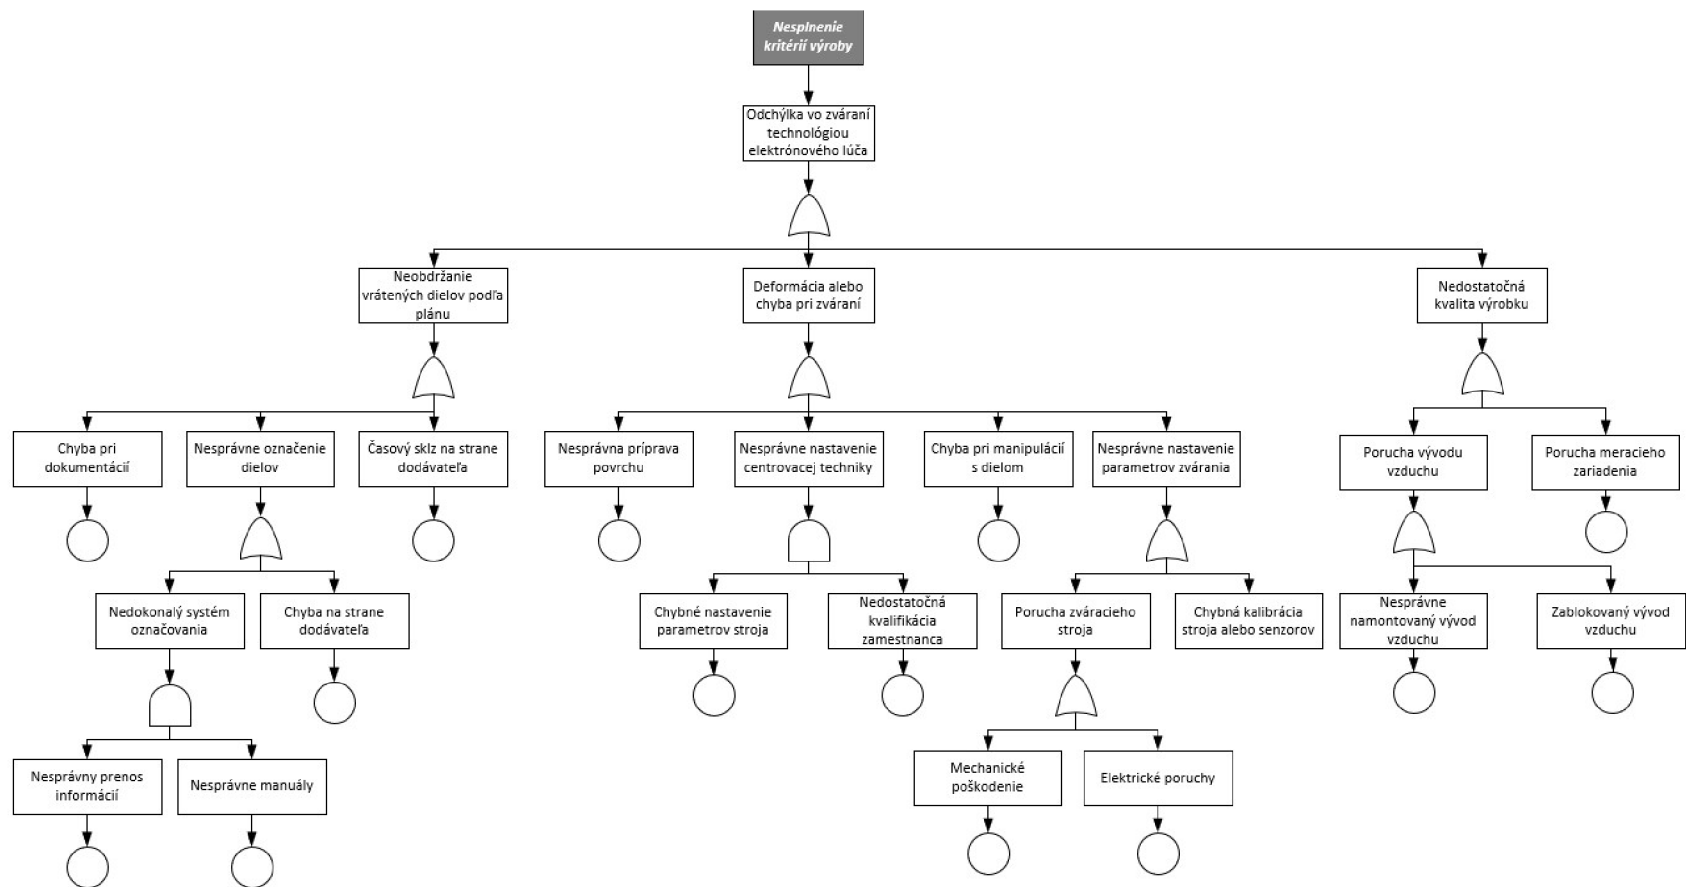 Nesplnenie
kritérií výroby
Odchýlka vo zváraní
technológiou
elektrónového lúča
Neobdržanie
vrátených dielov podľa
plánu
Deformácia alebo
chyba pri zváraní
Nedostatočná
kvalita výrobku
Chyba pri
dokumentácií
Nesprávne označenie
dielov
Časový sklz na strane
dodávateľa
Nesprávna príprava
povrchu
Nesprávne nastavenie
centrovacej techniky
Chyba pri manipulácií
s dielom
Nesprávne nastavenie
parametrov zvárania
Porucha vývodu
vzduchu
Porucha meracieho
zariadenia
Nedokonalý systém
označovania
Chyba na strane
dodávateľa
Chybné nastavenie
parametrov stroja
Nedostatočná
kvalifikácia
zamestnanca
Porucha zváracieho
stroja
Chybná kalibrácia
stroja alebo senzorov
Nesprávne
namontovaný vývod
vzduchu
Zablokovaný vývod
vzduchu
Nesprávny prenos
informácií
Nesprávne manuály
Mechanické
poškodenie
Elektrické poruchy